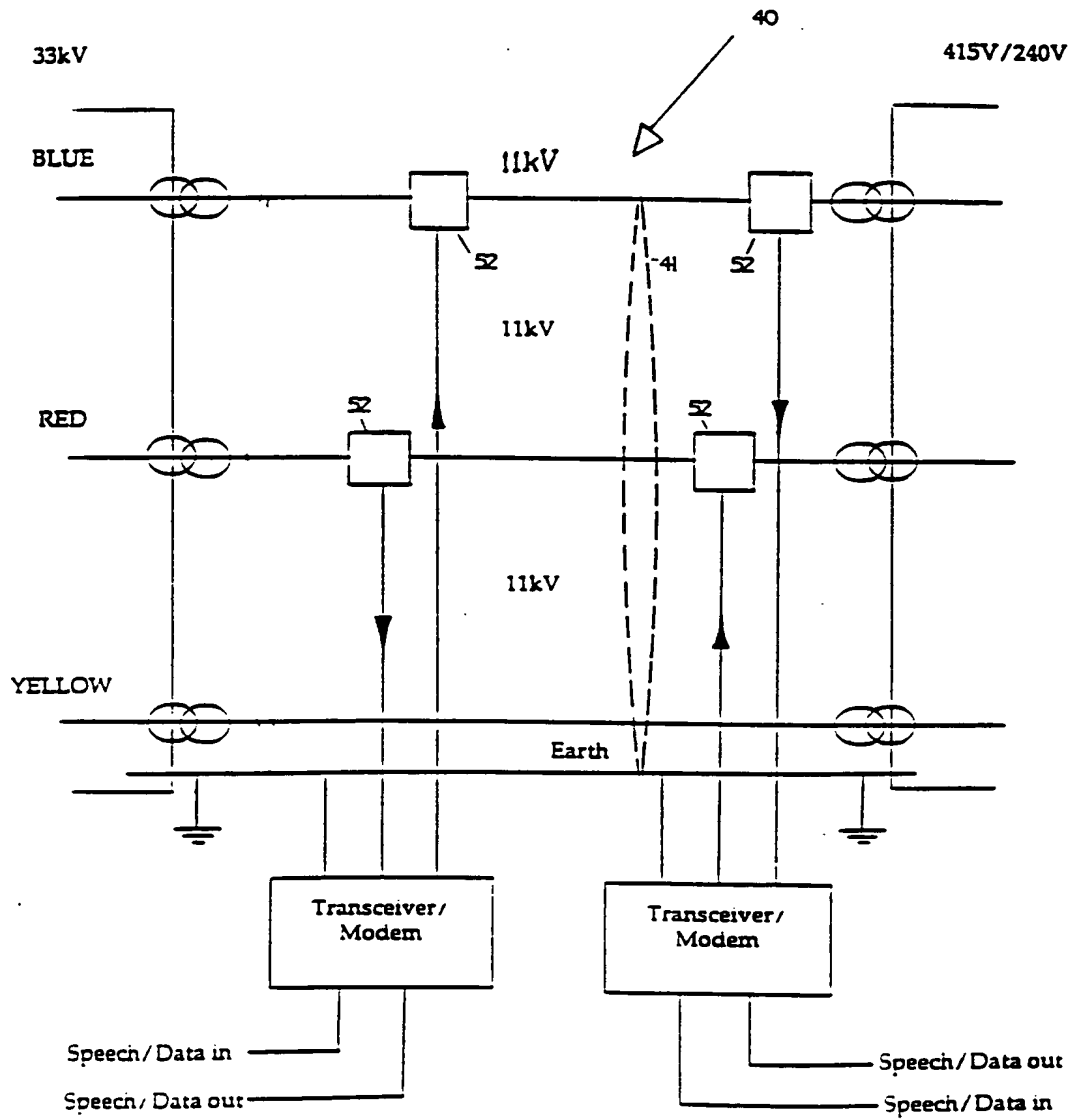 40
33kV
415V/240V
BLUE
11kV
52
52
41
11kV
RED
52
52
11kV
YELLOW
Earth
Transceiver/
Modem
Transceiver/
Modem
Speech/Data in
Speech/Data out
Speech/Data out
Speech/Data in